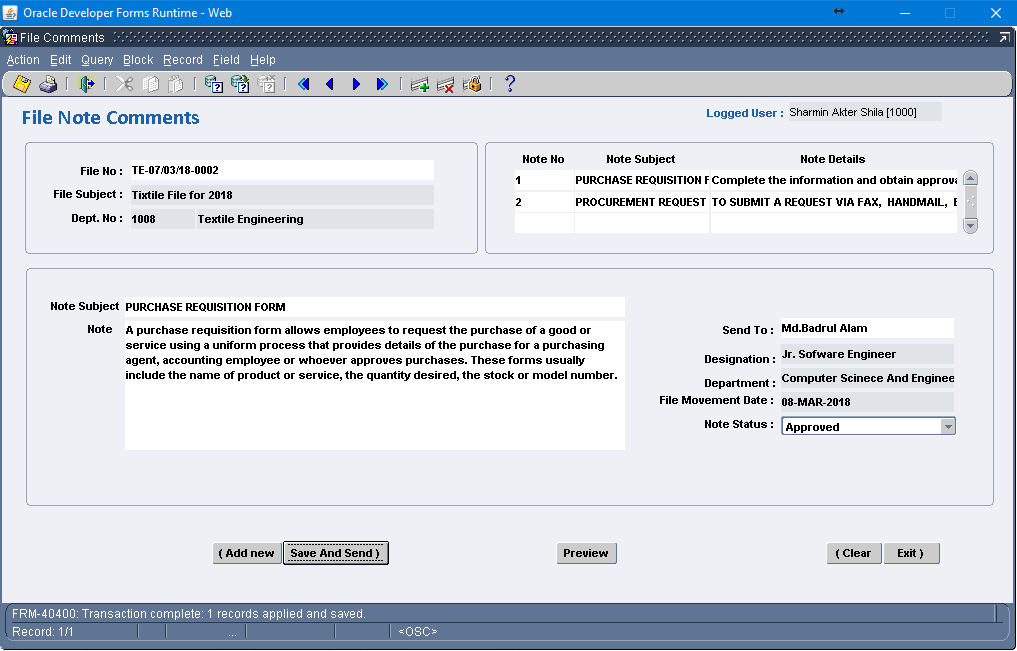 Oracle Developer Forms Runtime - Web
File Comments
Action Edit Query Block Record Field Help
File Note Comments
Logged User : Sharmin Akter Shila [1000]
File No : TE-07/03/18-0002
File Subject : Tixtile File for 2018
Dept. No : 1008 Textile Engineering
Note No Note Subject Note Details
1 PURCHASE REQUISITION F Complete the information and obtain approva
2 PROCUREMENT REQUEST TO SUBMIT A REQUEST VIA FAX, HANDMAIL, E
Note Subject PURCHASE REQUISITION FORM
Note A purchase requisition form allows employees to request the purchase of a good or
service using a uniform process that provides details of the purchase for a purchasing
agent, accounting employee or whoever approves purchases. These forms usually
include the name of product or service, the quantity desired, the stock or model number.
Send To : Md.Badrul Alam
Designation : Jr. Sofware Engineer
Department : Computer Scinece And Enginee
File Movement Date : 08-MAR-2018
Note Status : Approved
( Add new Save And Send ) Preview ( Clear Exit )
FRM-40400: Transaction complete: 1 records applied and saved.
Record: 1/1 ... <OSC>